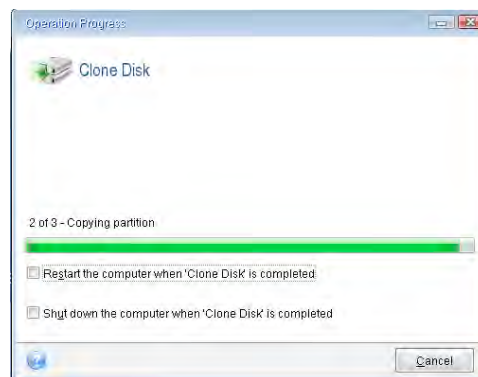 Operation Progress
Clone Disk
2 of 3 - Copying partition
Restart the computer when 'Clone Disk' is completed
Shut down the computer when 'Clone Disk' is completed
Cancel